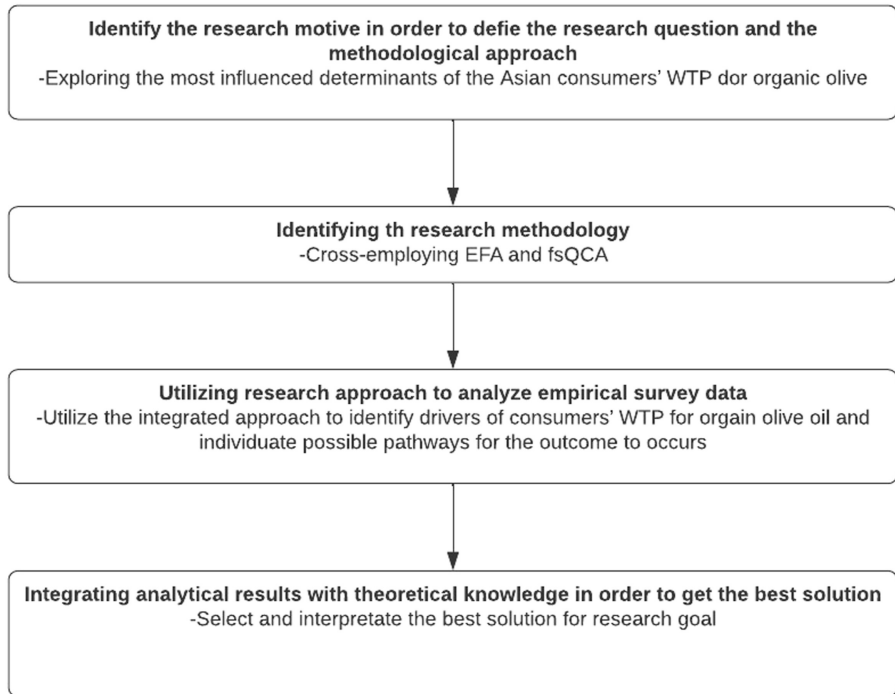 Identify the research motive in order to defie the research question and the
methodological approach
-Exploring the most influenced determinants of the Asian consumers' WTP dor organic olive
Identifying th research methodology
-Cross-employing EFA and fsQCA
Utilizing research approach to analyze empirical survey data
-Utilize the integrated approach to identify drivers of consumers' WTP for orgain olive oil and
individuate possible pathways for the outcome to occurs
Integrating analytical results with theoretical knowledge in order to get the best solution
-Select and interpretate the best solution for research goal